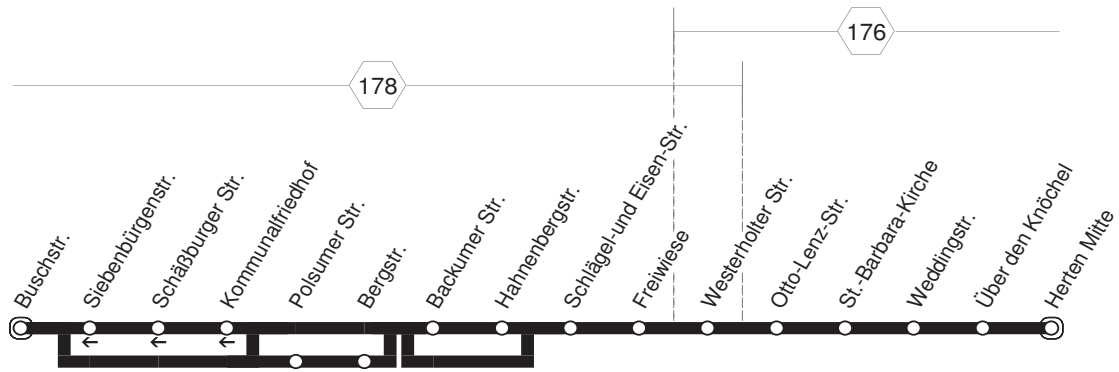 176
178
Buschstr.
Siebenbürgenstr.
Schäßburger Str.
Kommunalfriedhof
Polsumer Str.
Bergstr.
Backumer Str.
Hahnenbergstr.
Schlägel-und Eisen-Str.
Freiwiese
Westerholter Str.
Otto-Lenz-Str.
St.-Barbara-Kirche
Weddingstr.
Über den Knöchel
Herten Mitte